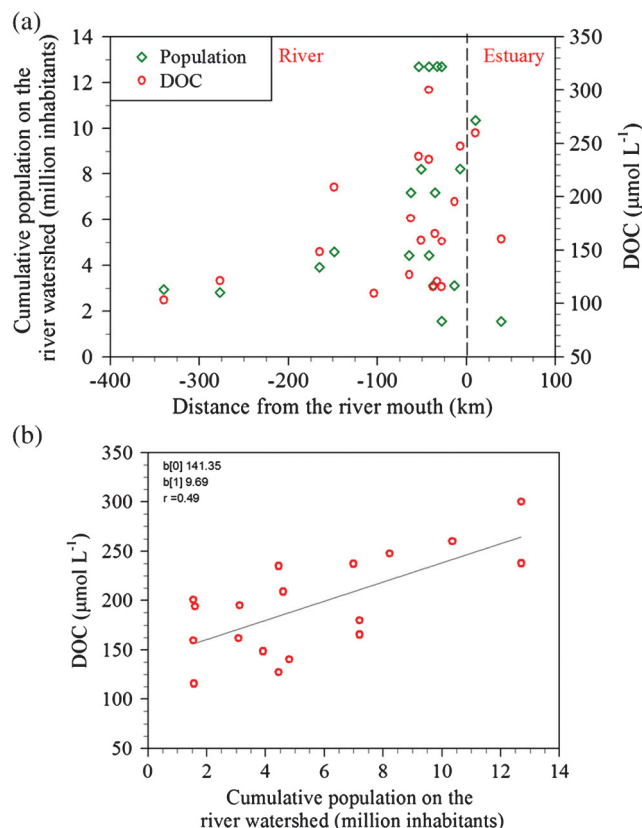 (a)
14
12
10
8
6
4
2
0
Cumulative population on the
river watershed (million inhabitants)
Population
DOC
River
Estuary
350
300
250
200
150
100
50
DOC (μmol L⁻¹)
-400
-300
-200
-100
0
100
Distance from the river mouth (km)
(b)
350
300
250
200
150
100
50
DOC (μmol L⁻¹)
b[0] 141.35
b[1] 9.69
r =0.49
0
2
4
6
8
10
12
14
Cumulative population on the
river watershed (million inhabitants)